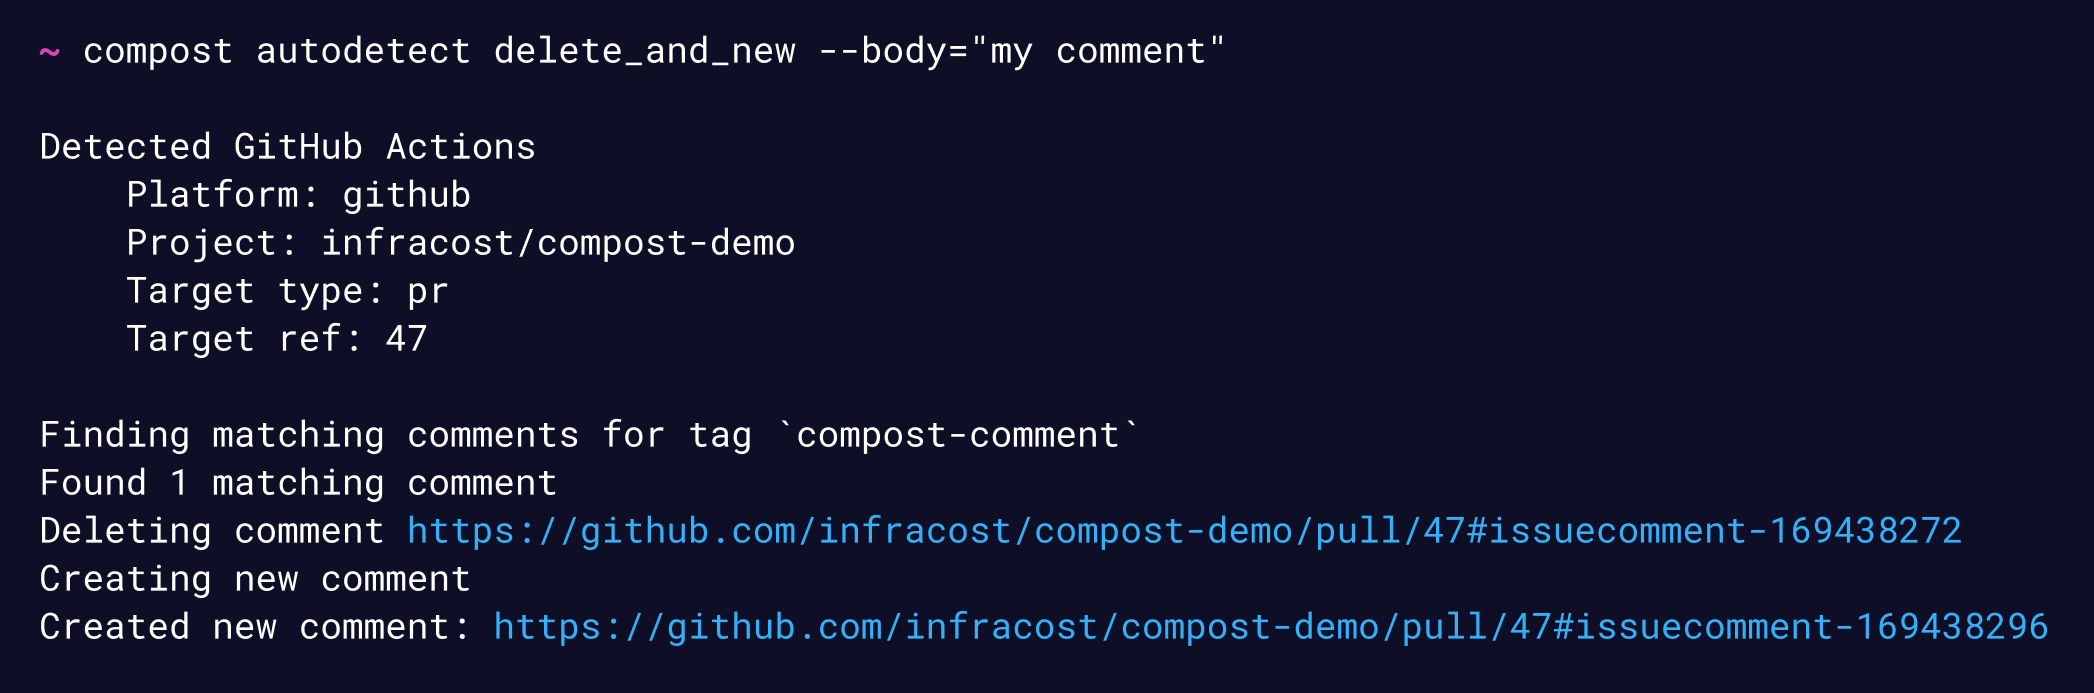 ~ compost autodetect delete_and_new --body="my comment"
Detected GitHub Actions
Platform: github
Project: infracost/compost-demo
Target type: pr
Target ref: 47
Finding matching comments for tag `compost-comment`
Found 1 matching comment
Deleting comment https://github.com/infracost/compost-demo/pull/47#issuecomment-169438272
Creating new comment
Created new comment: https://github.com/infracost/compost-demo/pull/47#issuecomment-169438296